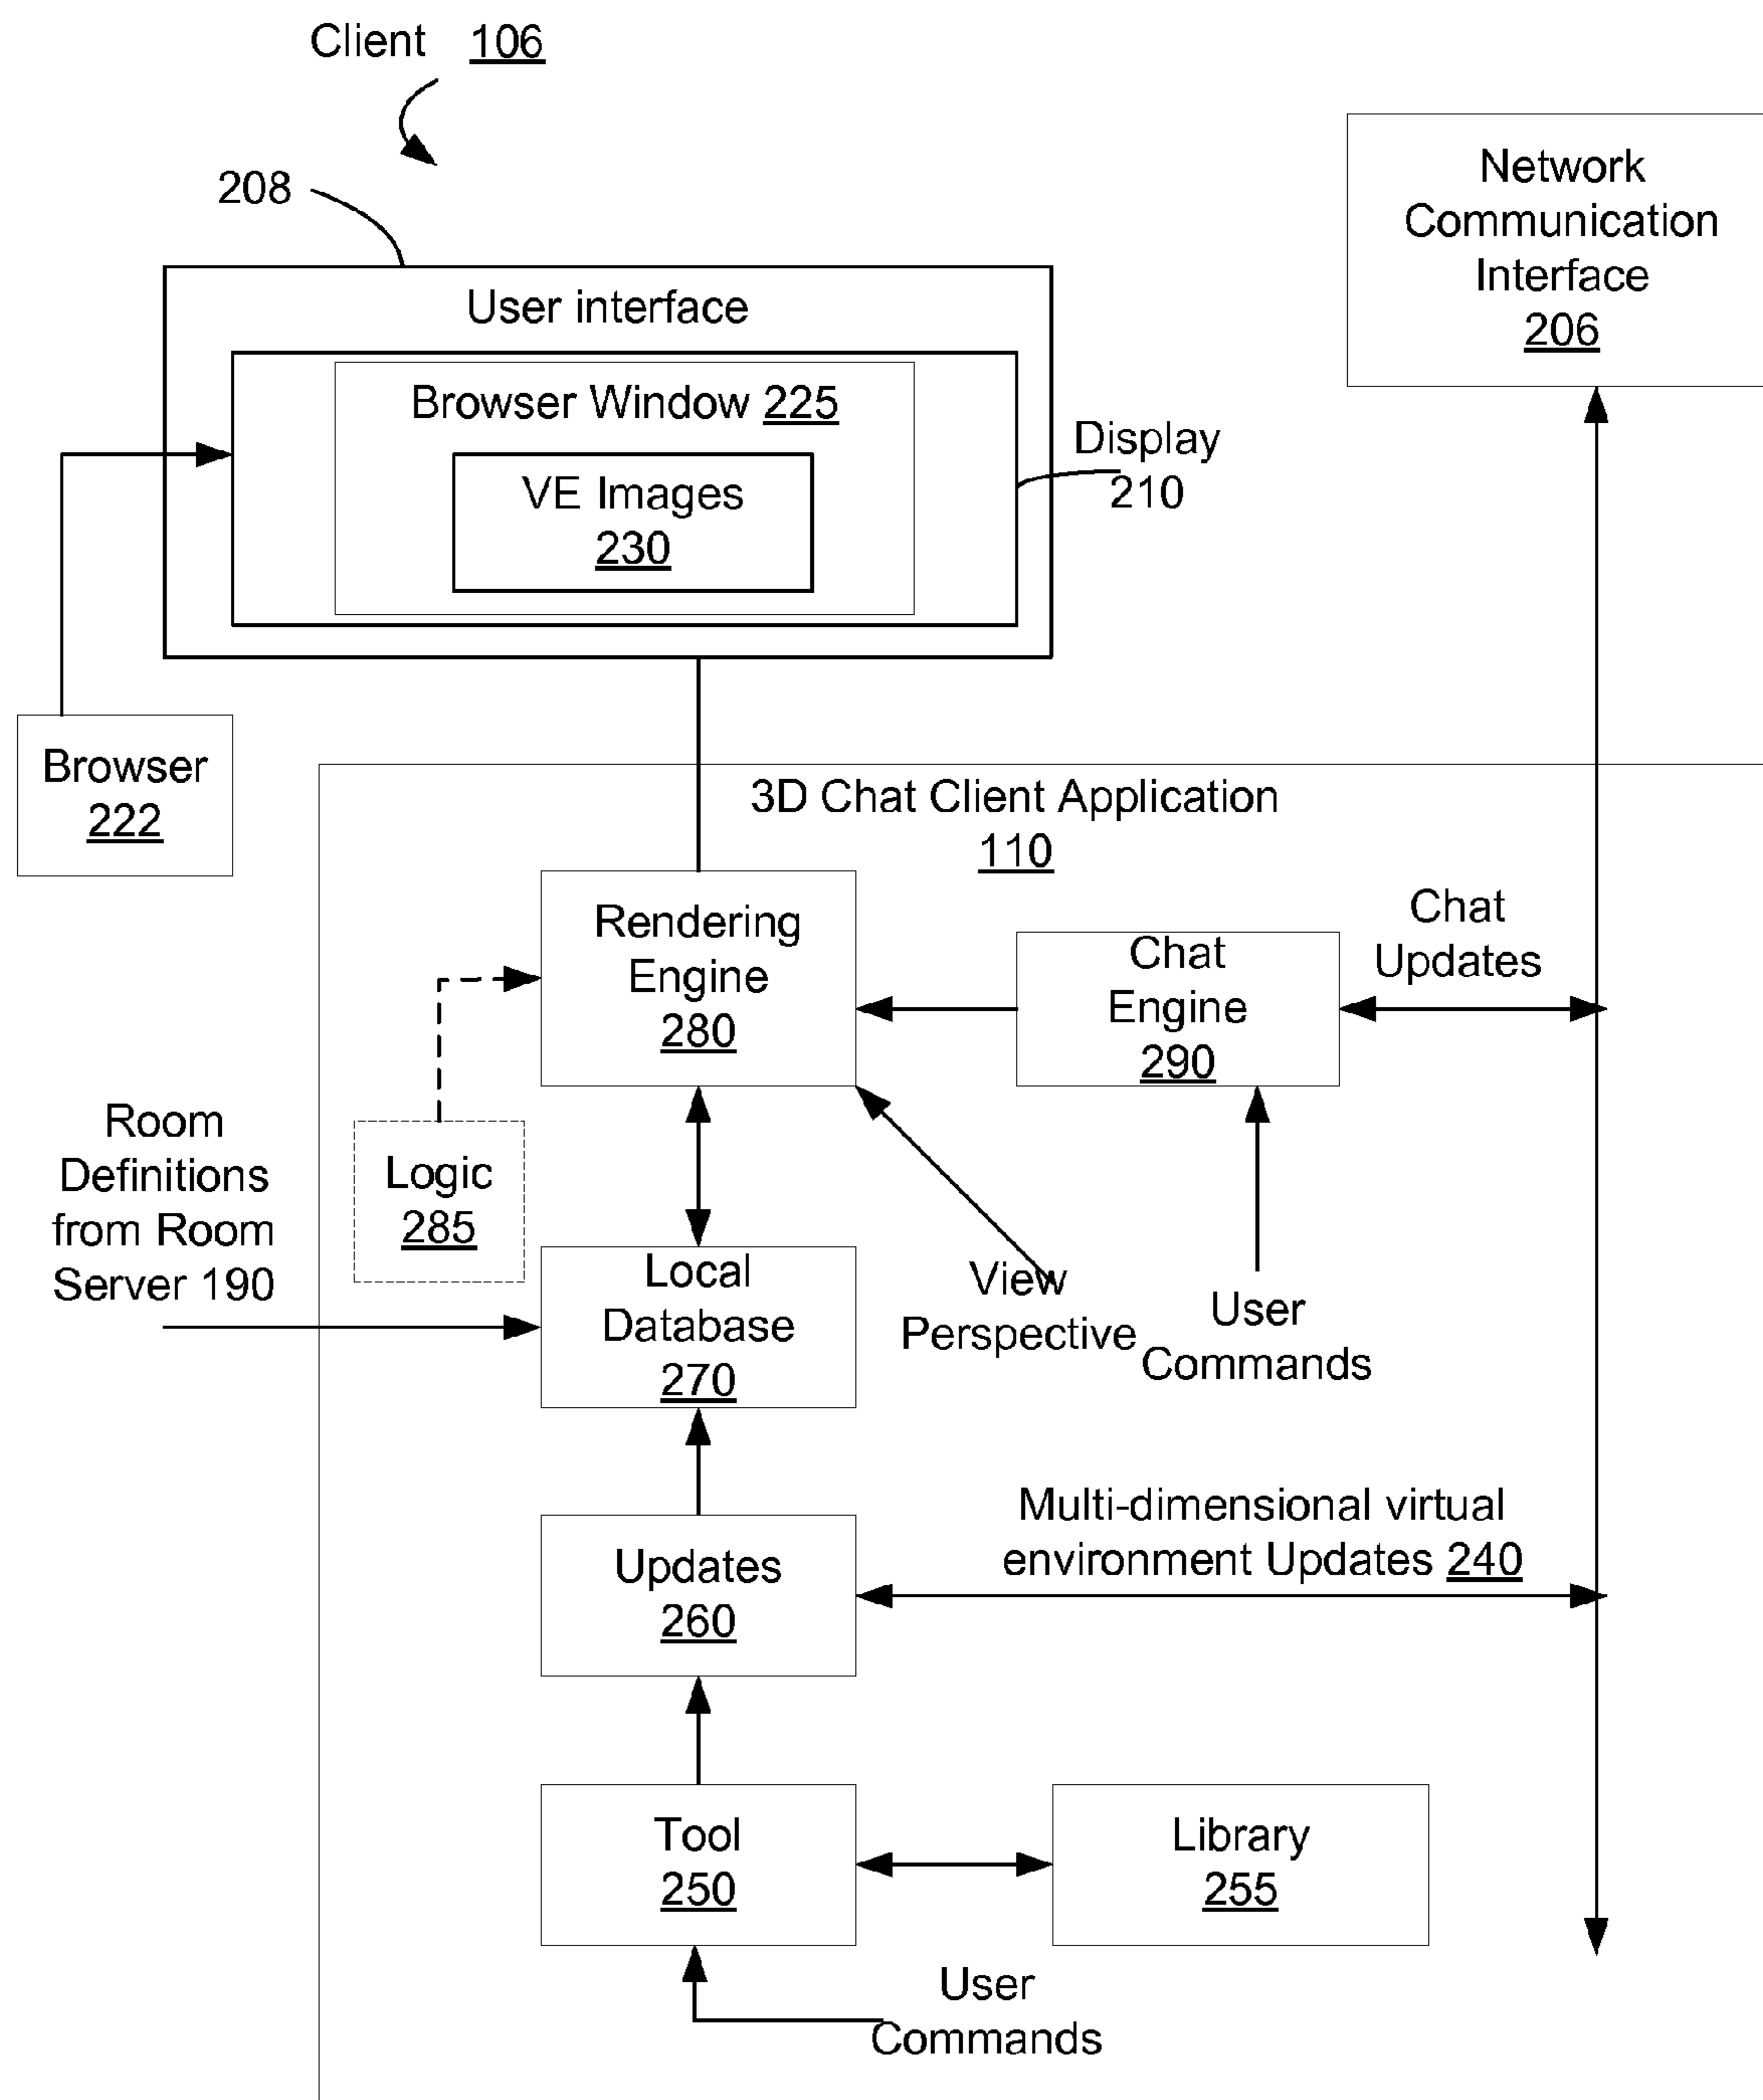 Client 106
208
Network
Communication
Interface
206
User interface
Browser Window 225
VE Images
230
Display
210
Browser
222
3D Chat Client Application
110
Rendering
Engine
280
Chat
Engine
290
Chat
Updates
Room
Definitions
from Room
Server 190
Logic
285
Local
Database
270
View
Perspective
User
Commands
Multi-dimensional virtual
environment Updates 240
Updates
260
Tool
250
Library
255
User
Commands